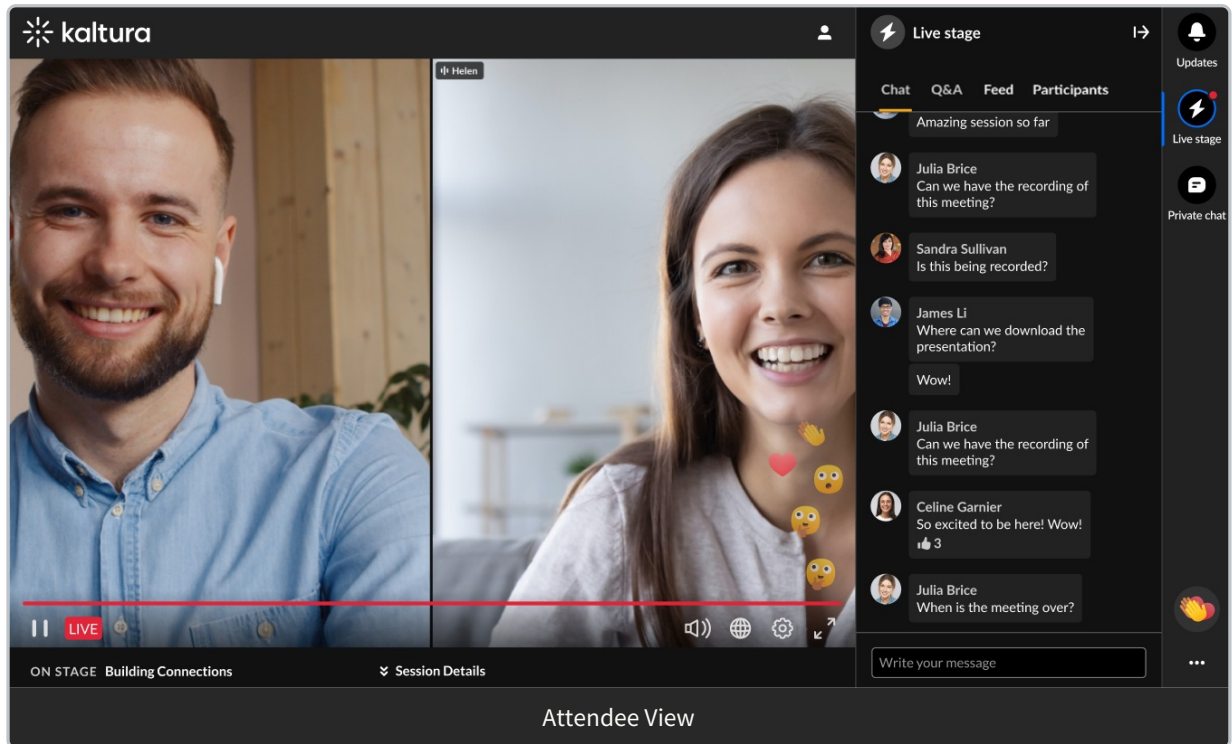 kaltura
Helen
ON STAGE Building Connections
Session Details
Live stage
Chat Q&A Feed Participants
Amazing session so far
Julia Brice
Can we have the recording of
this meeting?
Sandra Sullivan
Is this being recorded?
James Li
Where can we download the
presentation?
Wow!
Julia Brice
Can we have the recording of
this meeting?
Celine Garnier
So excited to be here! Wow!
3
Julia Brice
When is the meeting over?
Write your message
Updates
Live stage
Private chat
LIVE
Attendee View